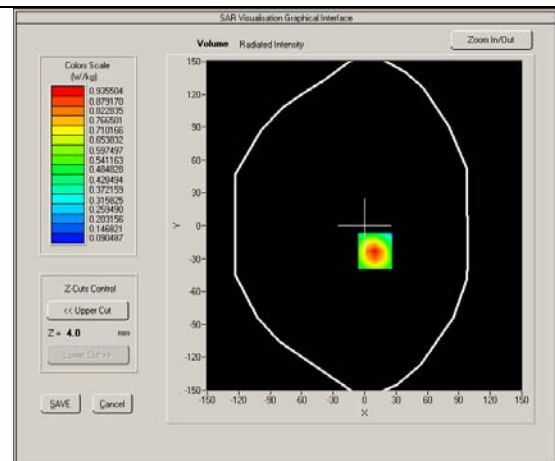 SAR Visualisation Graphical Interface
Volume Radiated Intensity
Zoom In/Out
Colors Scale
(W/kg)
0.935504
0.879170
0.822835
0.766501
0.710166
0.653832
0.597497
0.541163
0.484828
0.428494
0.372159
0.315825
0.259490
0.203156
0.146821
0.090487
Z-Cuts Control
<< Upper Cut
Z = 4.0 mm
Lower Cut >>
SAVE Cancel
150
120
90
60
30
0
-30
-60
-90
-120
-150
Y
-150 -120 -90 -60 -30 0 30 60 90 120 150
X